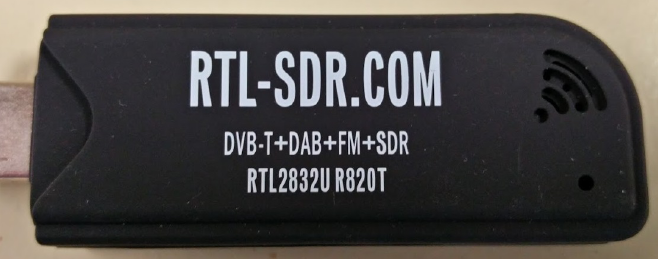 RTL-SDR.COM
DVB-T+DAB+FM+SDR
RTL2832U R820T